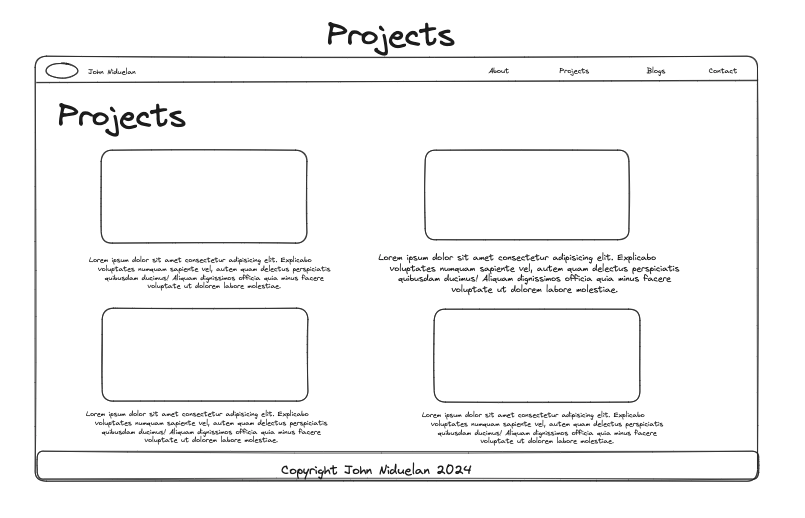 Projects
John Niduelan
About
Projects
Blogs
Contact
Projects
Lorem ipsum dolor sit amet consectetur adipisicing elit. Explicabo
voluptates numquam sapiente vel, autem quam delectus perspiciatis
quibusdam ducimus! Aliquam dignissimos officia quia minus facere
voluptate ut dolorem labore molestiae.
Lorem ipsum dolor sit amet consectetur adipisicing elit. Explicabo
voluptates numquam sapiente vel, autem quam delectus perspiciatis
quibusdam ducimus! Aliquam dignissimos officia quia minus facere
voluptate ut dolorem labore molestiae.
Lorem ipsum dolor sit amet consectetur adipisicing elit. Explicabo
voluptates numquam sapiente vel, autem quam delectus perspiciatis
quibusdam ducimus! Aliquam dignissimos officia quia minus facere
voluptate ut dolorem labore molestiae.
Lorem ipsum dolor sit amet consectetur adipisicing elit. Explicabo
voluptates numquam sapiente vel, autem quam delectus perspiciatis
quibusdam ducimus! Aliquam dignissimos officia quia minus facere
voluptate ut dolorem labore molestiae.
Copyright John Niduelan 2024